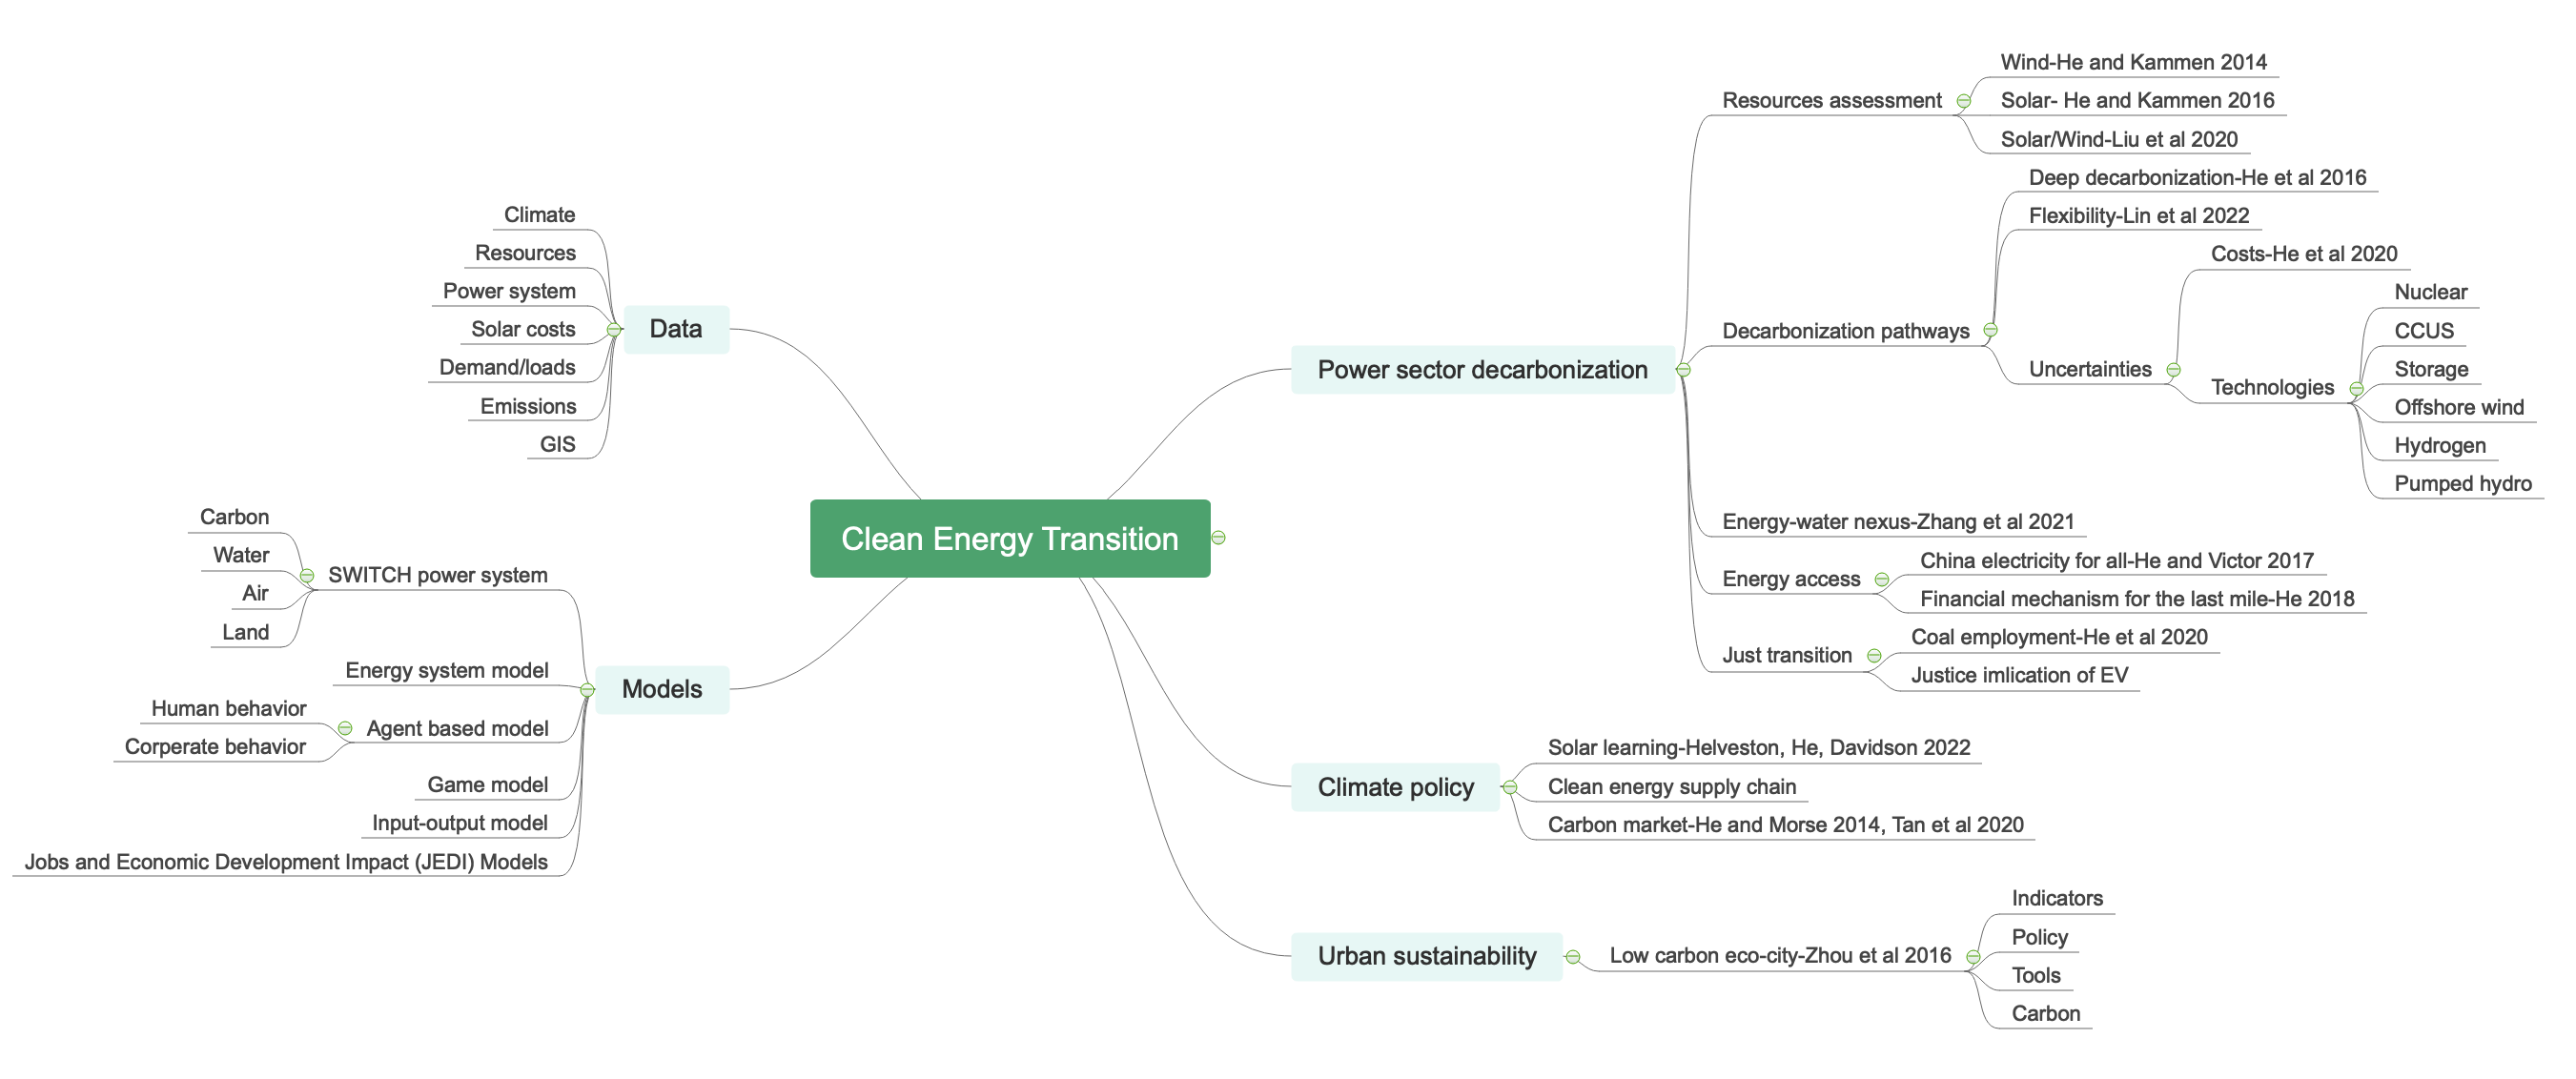 Clean Energy Transition
Data
Climate
Resources
Power system
Solar costs
Demand/loads
Emissions
GIS
Models
SWITCH power system
Carbon
Water
Air
Land
Energy system model
Agent based model
Human behavior
Corperate behavior
Game model
Input-output model
Jobs and Economic Development Impact (JEDI) Models
Power sector decarbonization
Resources assessment
Wind-He and Kammen 2014
Solar- He and Kammen 2016
Solar/Wind-Liu et al 2020
Decarbonization pathways
Deep decarbonization-He et al 2016
Flexibility-Lin et al 2022
Uncertainties
Costs-He et al 2020
Technologies
Nuclear
CCUS
Storage
Offshore wind
Hydrogen
Pumped hydro
Energy-water nexus-Zhang et al 2021
Energy access
China electricity for all-He and Victor 2017
Financial mechanism for the last mile-He 2018
Just transition
Coal employment-He et al 2020
Justice imlication of EV
Climate policy
Solar learning-Helveston, He, Davidson 2022
Clean energy supply chain
Carbon market-He and Morse 2014, Tan et al 2020
Urban sustainability
Low carbon eco-city-Zhou et al 2016
Indicators
Policy
Tools
Carbon